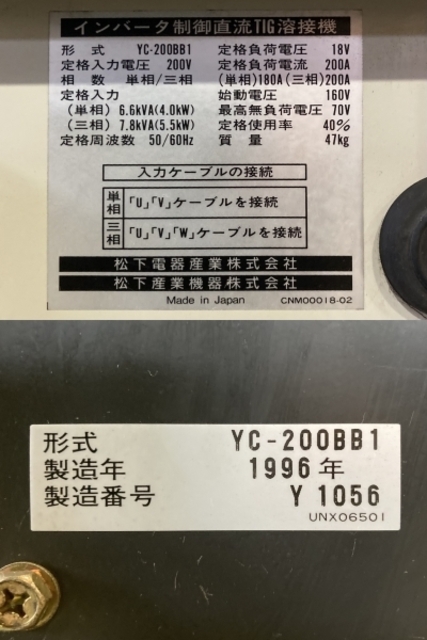 インバータ制御直流TIG溶接機
形式 YC-200BB1 定格負荷電圧 18V
定格入力電圧 200V 定格負荷電流 200A
相数 単相/三相 (単相)180A(三相)200A
定格入力 始動電圧 160V
(単相) 6.6kVA(4.0kW) 最高無負荷電圧 70V
(三相) 7.8kVA(5.5kW) 定格使用率 40%
定格周波数 50/60Hz 質量 47kg
入力ケーブルの接続
単相 「U」「V」ケーブルを接続
三相 「U」「V」「W」ケーブルを接続
松下電器産業株式会社
松下産業機器株式会社
Made in Japan CNM00018-02
形式 YC-200BB1
製造年 1996年
製造番号 Y 1056
UNX06501